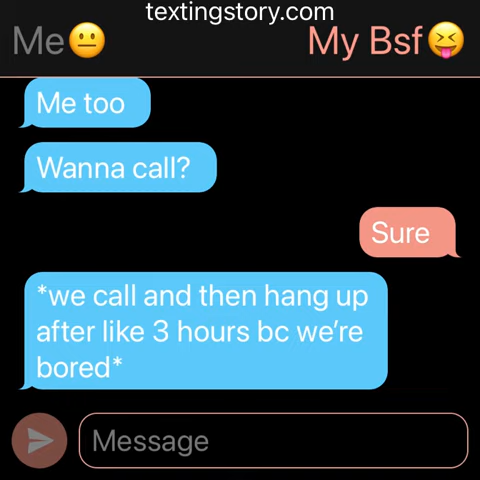 textingstory.com
Me😐 My Bsf😝
Me too
Wanna call?
Sure
*we call and then hang up
after like 3 hours bc we’re
bored*
Message